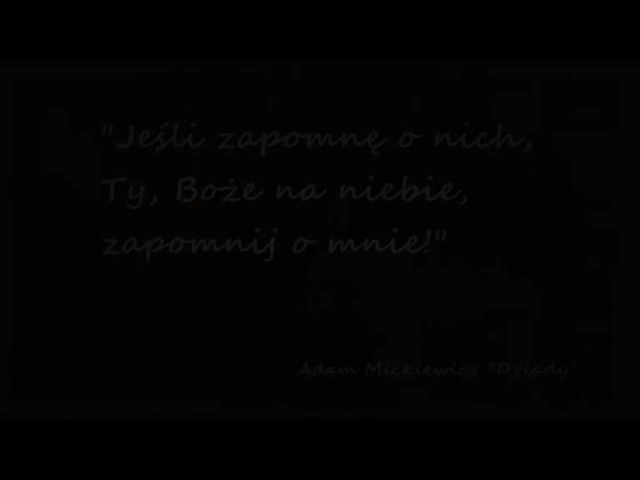 "Jeśli zapomnę o nich,
Ty, Boże na niebie,
zapomnij o mnie!"
Adam Mickiewicz "Dziady"